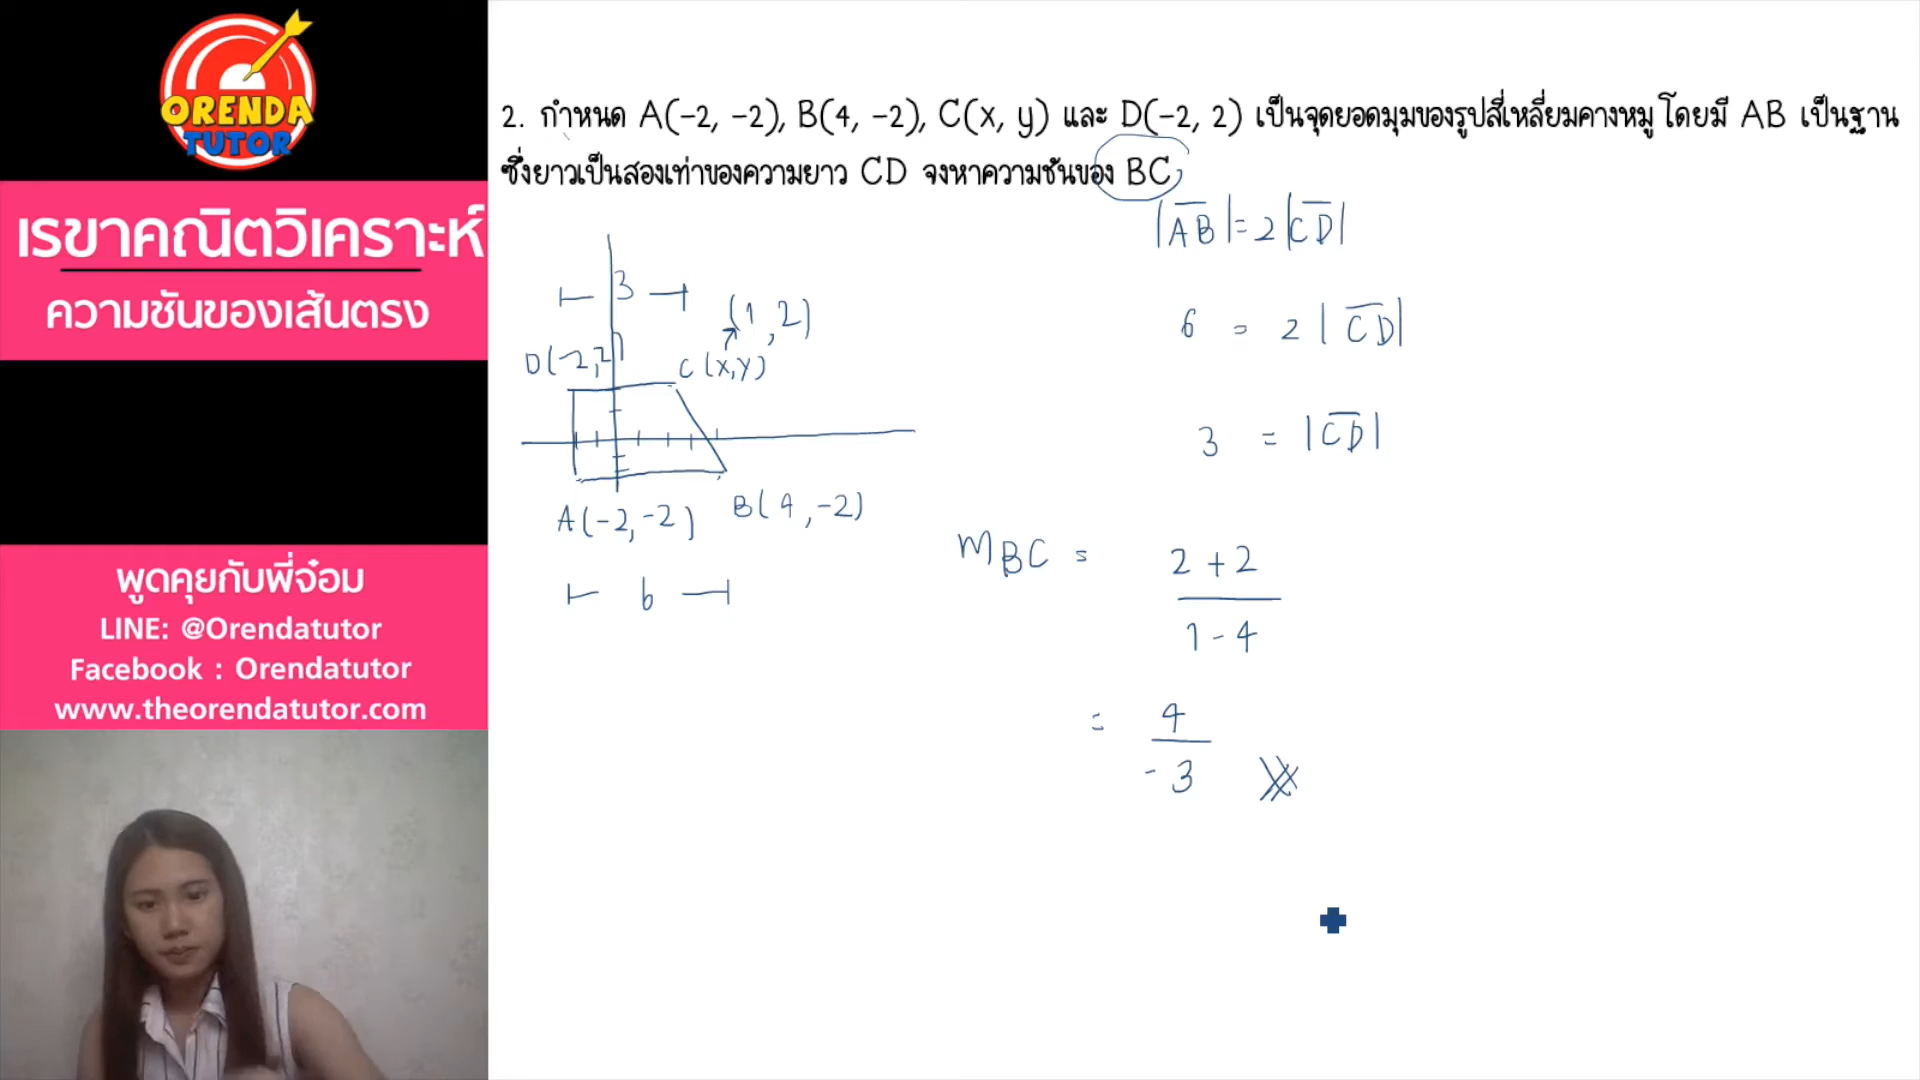 ORENDA
TUTOR
เรขาคณิตวิเคราะห์
ความชันของเส้นตรง
พูดคุยกับพี่จ๋อม
LINE: @Orendatutor
Facebook : Orendatutor
www.theorendatutor.com
2. กำหนด A(-2, -2), B(4, -2), C(x, y) และ D(-2, 2) เป็นจุดยอดมุมของรูปสี่เหลี่ยมคางหมู โดยมี AB เป็นฐาน
ซึ่งยาวเป็นสองเท่าของความยาว CD จงหาความชันของ BC
3
(1, 2)
D(-2, 2)
C(x, y)
A(-2, -2)
B(4, -2)
6
|AB| = 2|CD|
6 = 2|CD|
3 = |CD|
mBC =
2 + 2
1 - 4
= 4
-3